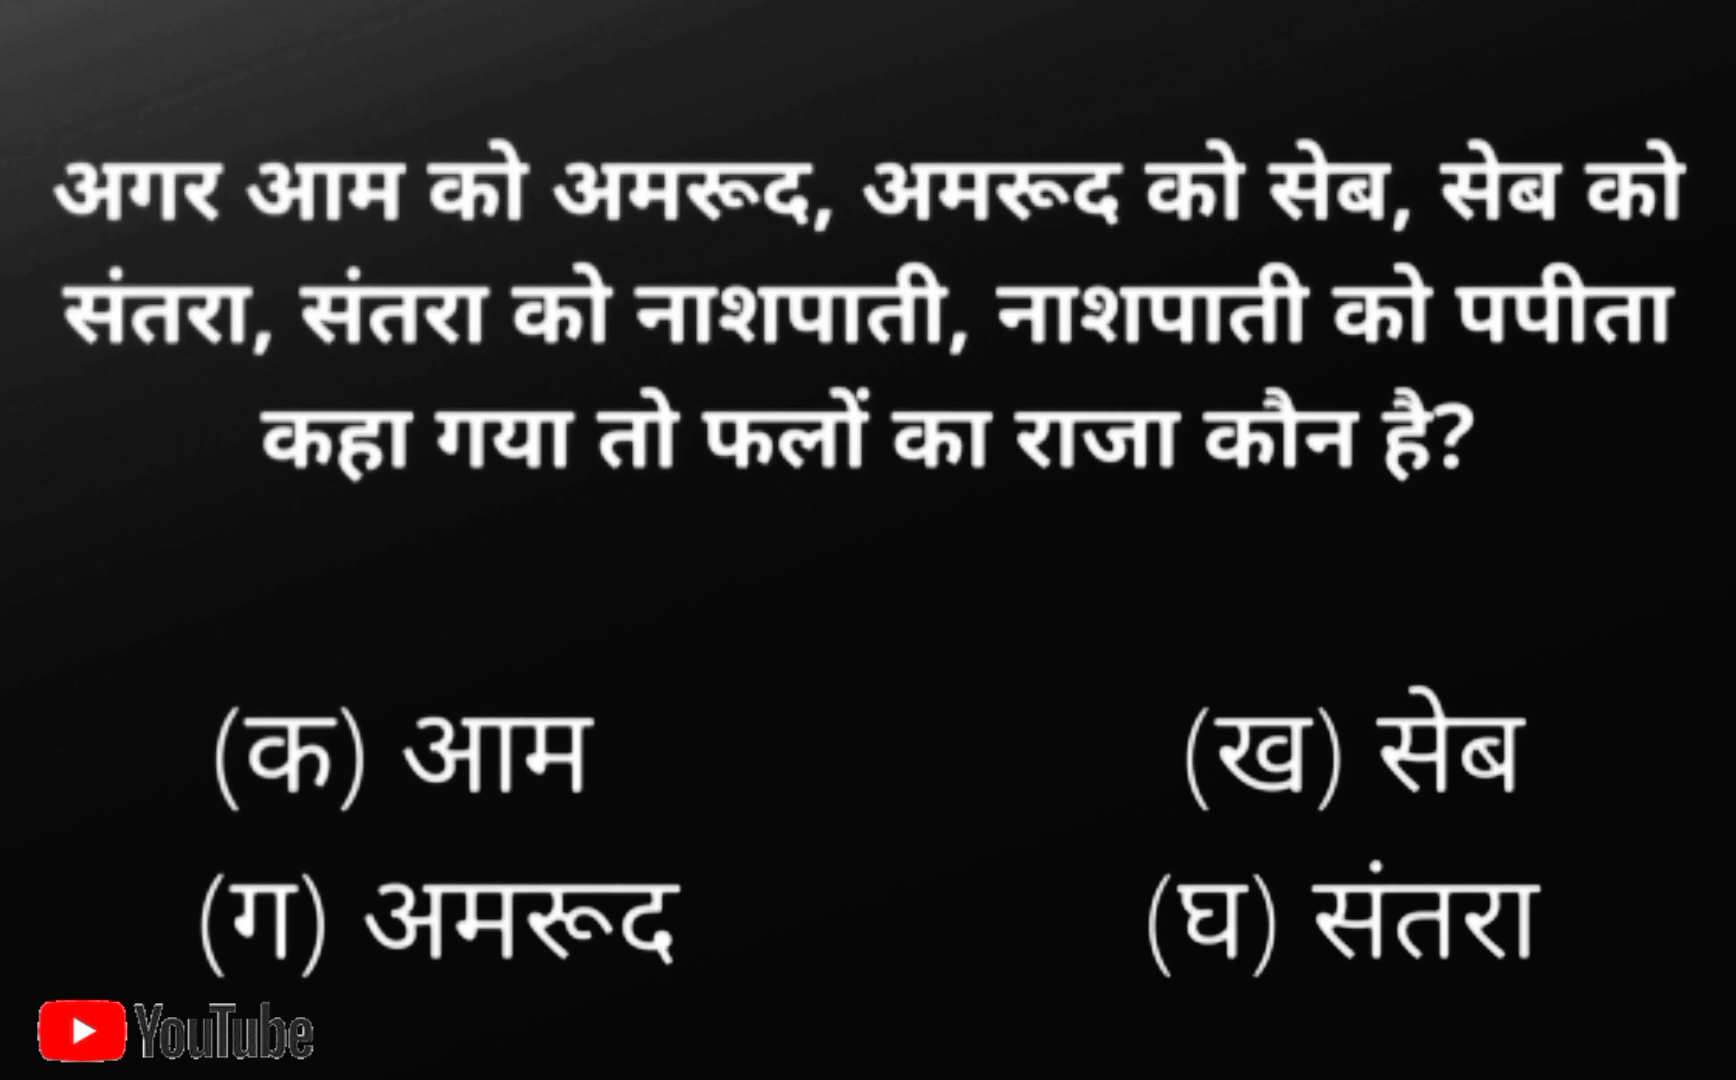 अगर आम को अमरूद, अमरूद को सेब, सेब को
संतरा, संतरा को नाशपाती, नाशपाती को पपीता
कहा गया तो फलों का राजा कौन है?
(क) आम (ख) सेब
(ग) अमरूद (घ) संतरा
YouTube